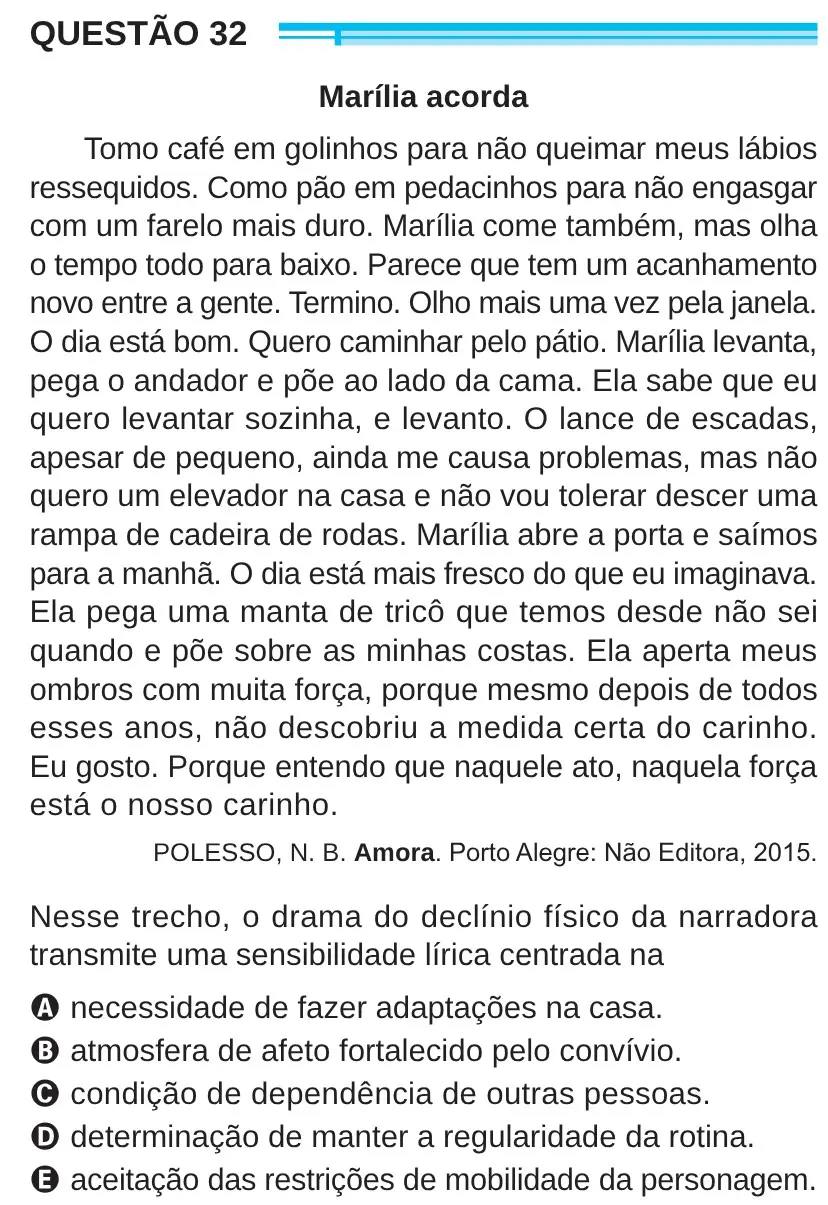 QUESTÃO 32
Marília acorda
Tomo café em golinhos para não queimar meus lábios
ressequidos. Como pão em pedacinhos para não engasgar
com um farelo mais duro. Marília come também, mas olha
o tempo todo para baixo. Parece que tem um acanhamento
novo entre a gente. Termino. Olho mais uma vez pela janela.
O dia está bom. Quero caminhar pelo pátio. Marília levanta,
pega o andador e põe ao lado da cama. Ela sabe que eu
quero levantar sozinha, e levanto. O lance de escadas,
apesar de pequeno, ainda me causa problemas, mas não
quero um elevador na casa e não vou tolerar descer uma
rampa de cadeira de rodas. Marília abre a porta e saímos
para a manhã. O dia está mais fresco do que eu imaginava.
Ela pega uma manta de tricô que temos desde não sei
quando e põe sobre as minhas costas. Ela aperta meus
ombros com muita força, porque mesmo depois de todos
esses anos, não descobriu a medida certa do carinho.
Eu gosto. Porque entendo que naquele ato, naquela força
está o nosso carinho.
POLESSO, N. B. Amora. Porto Alegre: Não Editora, 2015.
Nesse trecho, o drama do declínio físico da narradora
transmite uma sensibilidade lírica centrada na
A necessidade de fazer adaptações na casa.
B atmosfera de afeto fortalecido pelo convívio.
C condição de dependência de outras pessoas.
D determinação de manter a regularidade da rotina.
E aceitação das restrições de mobilidade da personagem.